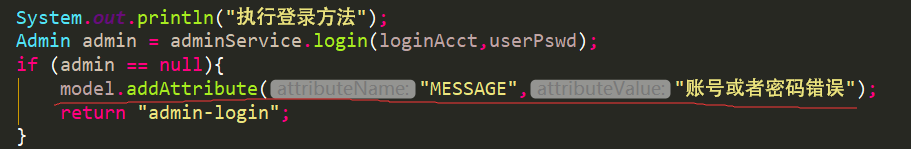 System.out.println("执行登录方法");
Admin admin = adminService.login(loginAcct,userPswd);
if (admin == null){
model.addAttribute( attributeName: "MESSAGE", attributeValue: "账号或者密码错误");
return "admin-login";
}